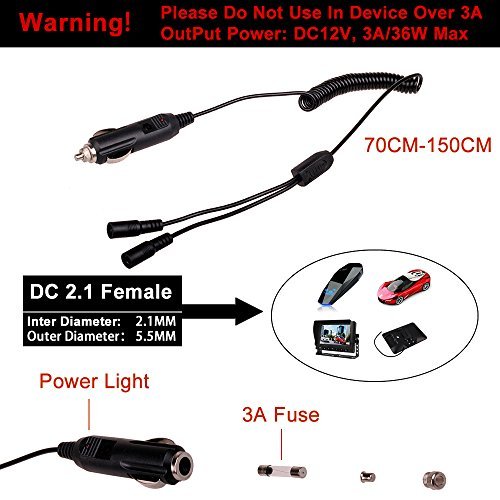 Warning!
Please Do Not Use In Device Over 3A
OutPut Power: DC12V, 3A/36W Max
70CM-150CM
DC 2.1 Female
Inter Diameter: 2.1MM
Outer Diameter: 5.5MM
Power Light
3A Fuse